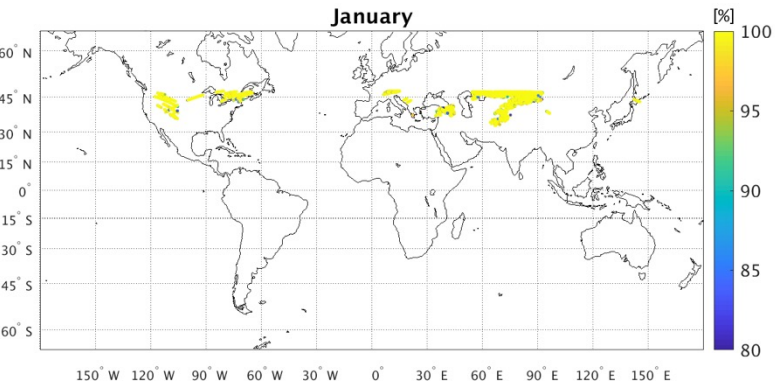 January
[%]
100
95
90
85
80
60° N
45° N
30° N
15° N
0°
15° S
30° S
45° S
60° S
150° W 120° W 90° W 60° W 30° W 0° 30° E 60° E 90° E 120° E 150° E